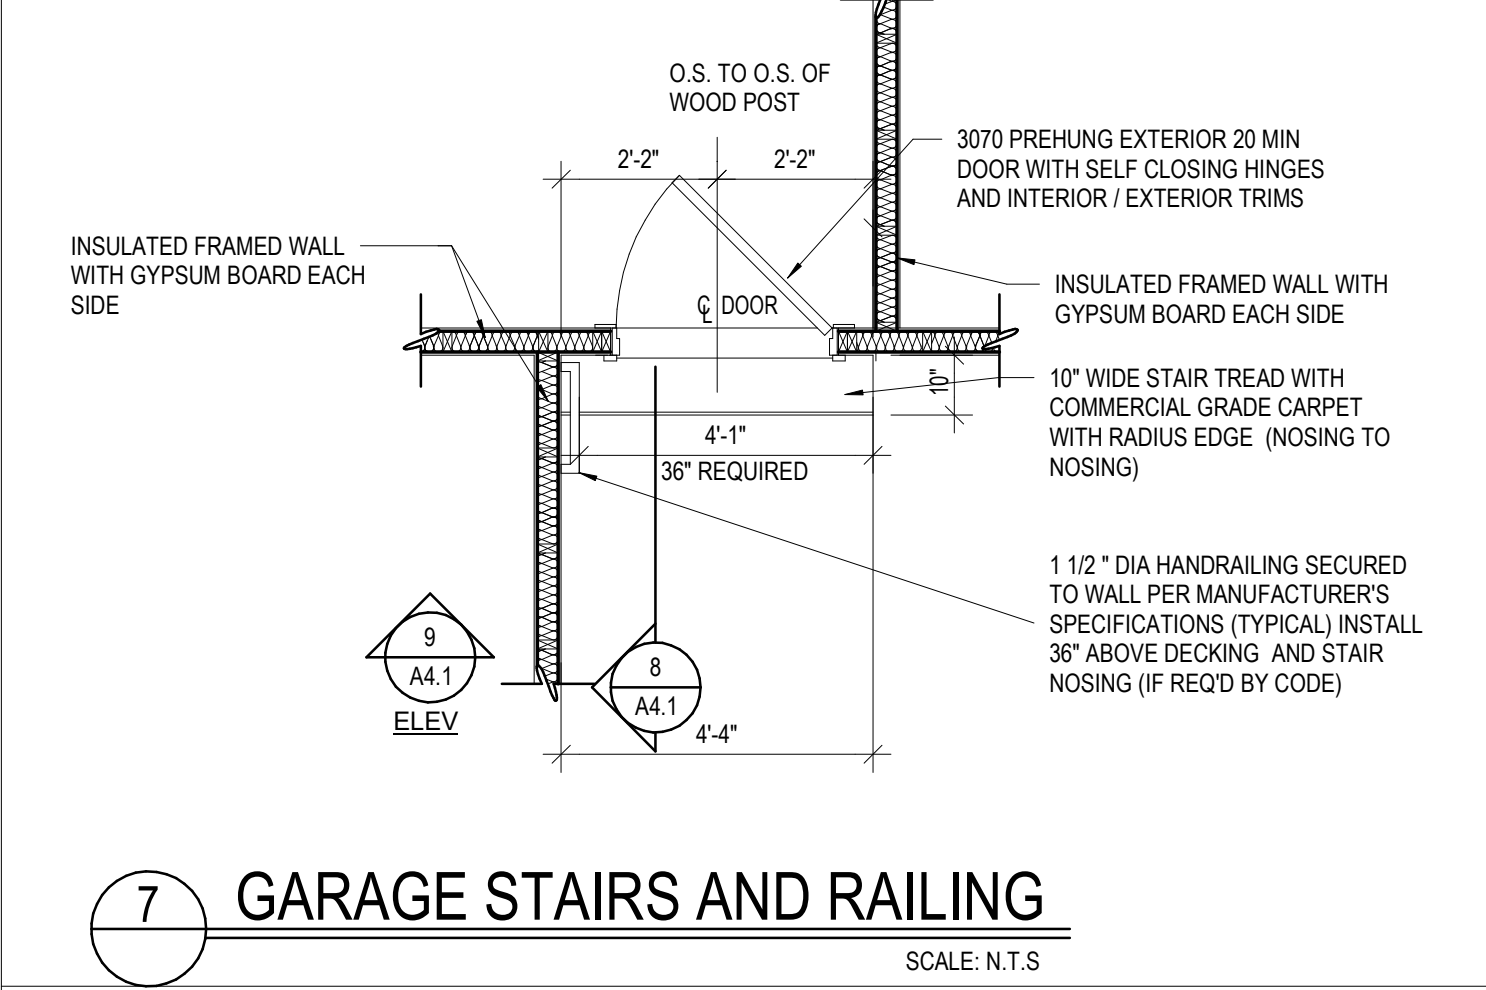 O.S. TO O.S. OF
WOOD POST
2'-2"
2'-2"
3070 PREHUNG EXTERIOR 20 MIN
DOOR WITH SELF CLOSING HINGES
AND INTERIOR / EXTERIOR TRIMS
INSULATED FRAMED WALL
WITH GYPSUM BOARD EACH
SIDE
INSULATED FRAMED WALL WITH
GYPSUM BOARD EACH SIDE
℄ DOOR
10"
10" WIDE STAIR TREAD WITH
COMMERCIAL GRADE CARPET
WITH RADIUS EDGE (NOSING TO
NOSING)
4'-1"
36" REQUIRED
1 1/2 " DIA HANDRAILING SECURED
TO WALL PER MANUFACTURER'S
SPECIFICATIONS (TYPICAL) INSTALL
36" ABOVE DECKING AND STAIR
NOSING (IF REQ'D BY CODE)
9
A4.1
ELEV
8
A4.1
4'-4"
7
GARAGE STAIRS AND RAILING
SCALE: N.T.S